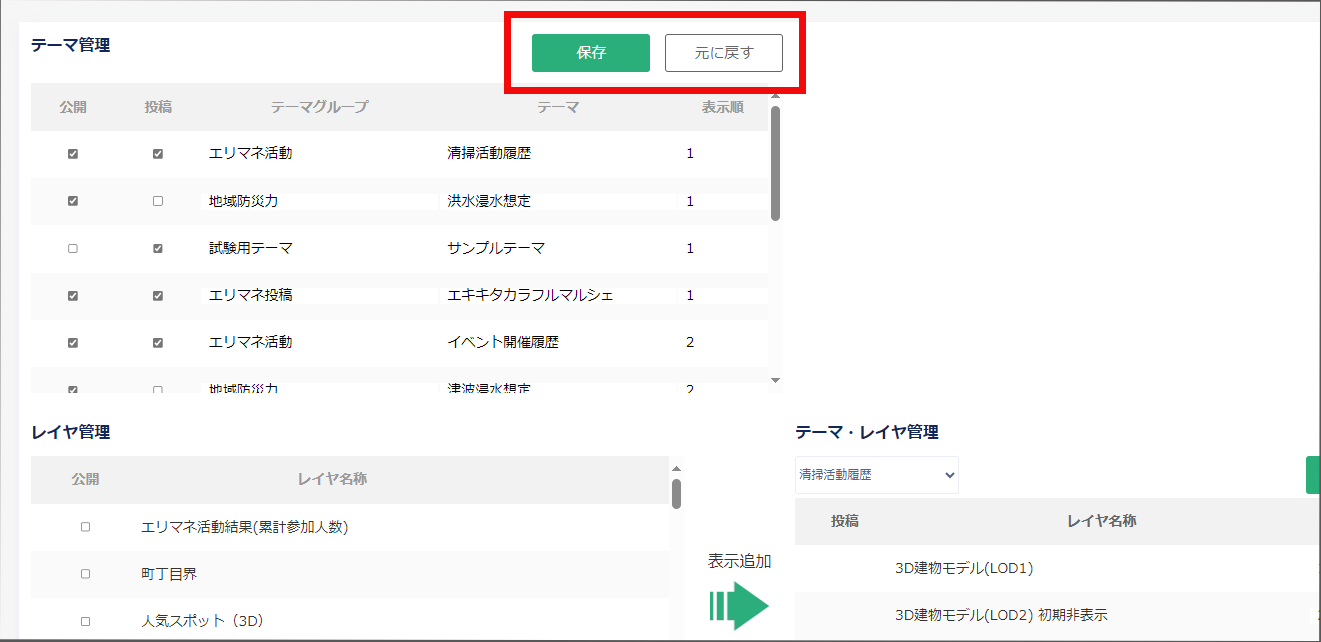 テーマ管理
保存 元に戻す
公開 投稿 テーマグループ テーマ 表示順
エリマネ活動 清掃活動履歴 1
地域防災力 洪水浸水想定 1
試験用テーマ サンプルテーマ 1
エリマネ投稿 エキキタカラフルマルシェ 1
エリマネ活動 イベント開催履歴 2
地域防災力 津波浸水想定 2
レイヤ管理
公開 レイヤ名称
エリマネ活動結果(累計参加人数)
町丁目界
人気スポット（3D）
表示追加
テーマ・レイヤ管理
清掃活動履歴
投稿 レイヤ名称
3D建物モデル(LOD1)
3D建物モデル(LOD2) 初期非表示